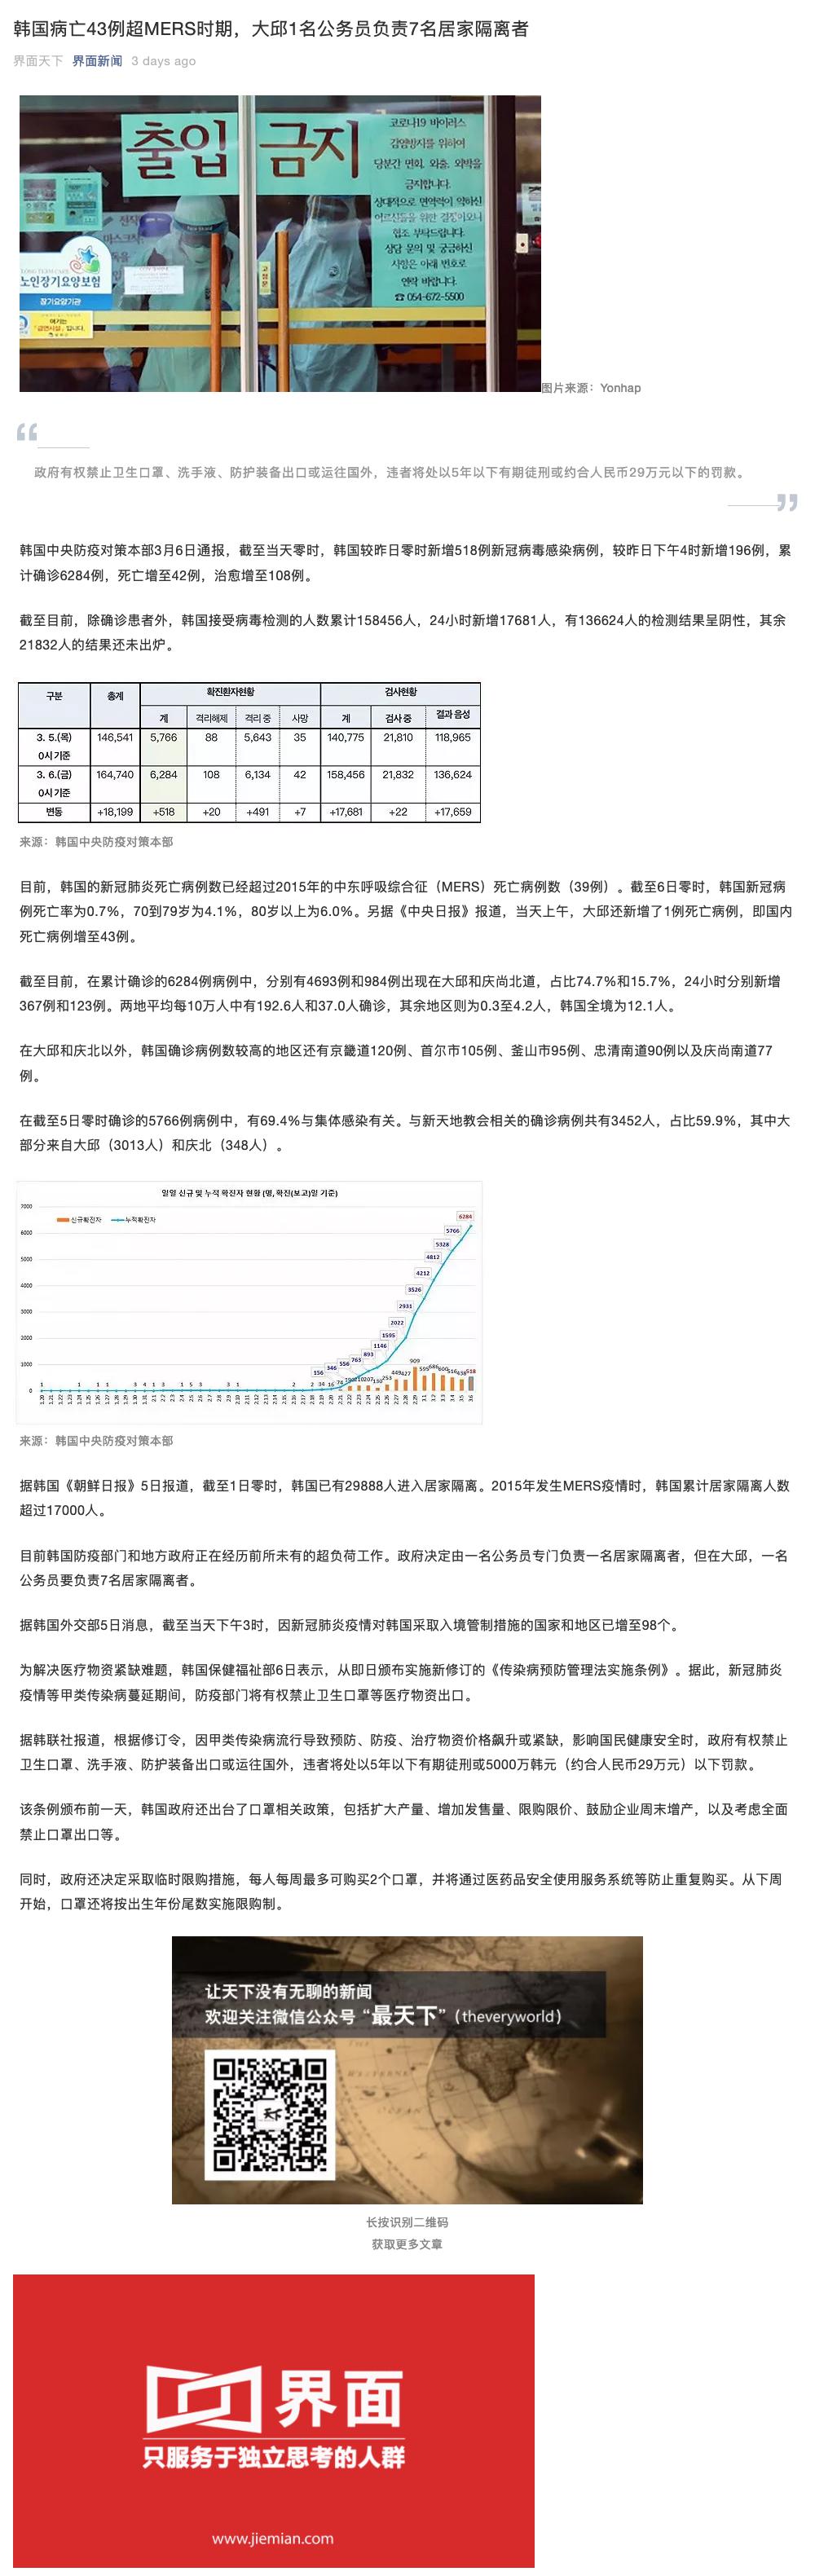 韩国病亡43例超MERS时期，大邱1名公务员负责7名居家隔离者
界面天下 界面新闻 3 days ago
출입 금지
코로나19 바이러스
감염방지를 위하여
당분간 면회, 외출, 외박을
금지합니다.
상대적으로 면역력이 약하신
어르신들을 위한 결정이오니
협조 부탁드립니다.
상담 문의 및 궁금하신
사항은 아래 번호로
연락 바랍니다.
☎ 054-672-5500
고정문
노인장기요양보험
장기요양기관
图片来源：Yonhap
政府有权禁止卫生口罩、洗手液、防护装备出口或运往国外，违者将处以5年以下有期徒刑或约合人民币29万元以下的罚款。
韩国中央防疫对策本部3月6日通报，截至当天零时，韩国较昨日零时新增518例新冠病毒感染病例，较昨日下午4时新增196例，累
计确诊6284例，死亡增至42例，治愈增至108例。
截至目前，除确诊患者外，韩国接受病毒检测的人数累计158456人，24小时新增17681人，有136624人的检测结果呈阴性，其余
21832人的结果还未出炉。
구분 총계 확진환자현황 검사현황
계 격리해제 격리 중 사망 계 검사 중 결과 음성
3. 5.(목) 146,541 5,766 88 5,643 35 140,775 21,810 118,965
0시 기준
3. 6.(금) 164,740 6,284 108 6,134 42 158,456 21,832 136,624
0시 기준
변동 +18,199 +518 +20 +491 +7 +17,681 +22 +17,659
来源：韩国中央防疫对策本部
目前，韩国的新冠肺炎死亡病例数已经超过2015年的中东呼吸综合征（MERS）死亡病例数（39例）。截至6日零时，韩国新冠病
例死亡率为0.7%，70到79岁为4.1%，80岁以上为6.0%。另据《中央日报》报道，当天上午，大邱还新增了1例死亡病例，即国内
死亡病例增至43例。
截至目前，在累计确诊的6284例病例中，分别有4693例和984例出现在大邱和庆尚北道，占比74.7%和15.7%，24小时分别新增
367例和123例。两地平均每10万人中有192.6人和37.0人确诊，其余地区则为0.3至4.2人，韩国全境为12.1人。
在大邱和庆北以外，韩国确诊病例数较高的地区还有京畿道120例、首尔市105例、釜山市95例、忠清南道90例以及庆尚南道77
例。
在截至5日零时确诊的5766例病例中，有69.4%与集体感染有关。与新天地教会相关的确诊病例共有3452人，占比59.9%，其中大
部分来自大邱（3013人）和庆北（348人）。
일일 신규 및 누적 확진자 현황 (명, 확진(보고)일 기준)
신규확진자 누적확진자
7000
6000
5000
4000
3000
2000
1000
0
156 346 556 763 893 1146 1595 2022 2931 3526 4212 4812 5328 5766 6284
909 595 686 600 516 438 518
来源：韩国中央防疫对策本部
据韩国《朝鲜日报》5日报道，截至1日零时，韩国已有29888人进入居家隔离。2015年发生MERS疫情时，韩国累计居家隔离人数
超过17000人。
目前韩国防疫部门和地方政府正在经历前所未有的超负荷工作。政府决定由一名公务员专门负责一名居家隔离者，但在大邱，一名
公务员要负责7名居家隔离者。
据韩国外交部5日消息，截至当天下午3时，因新冠肺炎疫情对韩国采取入境管制措施的国家和地区已增至98个。
为解决医疗物资紧缺难题，韩国保健福祉部6日表示，从即日颁布实施新修订的《传染病预防管理法实施条例》。据此，新冠肺炎
疫情等甲类传染病蔓延期间，防疫部门将有权禁止卫生口罩等医疗物资出口。
据韩联社报道，根据修订令，因甲类传染病流行导致预防、防疫、治疗物资价格飙升或紧缺，影响国民健康安全时，政府有权禁止
卫生口罩、洗手液、防护装备出口或运往国外，违者将处以5年以下有期徒刑或5000万韩元（约合人民币29万元）以下罚款。
该条例颁布前一天，韩国政府还出台了口罩相关政策，包括扩大产量、增加发售量、限购限价、鼓励企业周末增产，以及考虑全面
禁止口罩出口等。
同时，政府还决定采取临时限购措施，每人每周最多可购买2个口罩，并将通过医药品安全使用服务系统等防止重复购买。从下周
开始，口罩还将按出生年份尾数实施限购制。
让天下没有无聊的新闻
欢迎关注微信公众号“最天下”（theveryworld）
天下
长按识别二维码
获取更多文章
界面
只服务于独立思考的人群
www.jiemian.com